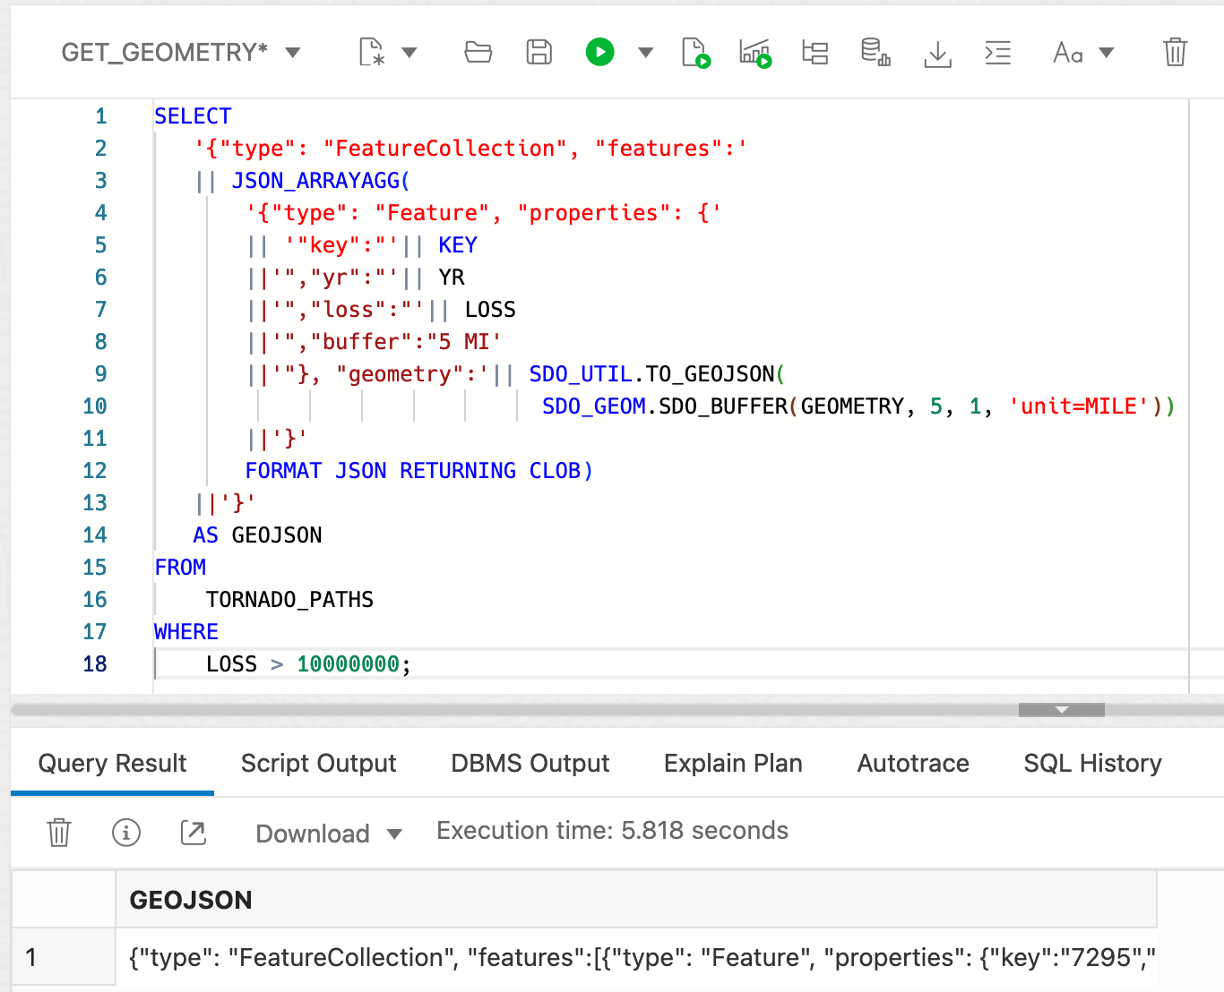 GET_GEOMETRY*
Aa
1 SELECT
2 '{"type": "FeatureCollection", "features":'
3 || JSON_ARRAYAGG(
4 '{"type": "Feature", "properties": {'
5 || '"key":"'|| KEY
6 ||'","yr":"'|| YR
7 ||'","loss":"'|| LOSS
8 ||'","buffer":"5 MI'
9 ||'"}, "geometry":'|| SDO_UTIL.TO_GEOJSON(
10 SDO_GEOM.SDO_BUFFER(GEOMETRY, 5, 1, 'unit=MILE'))
11 ||'}'
12 FORMAT JSON RETURNING CLOB)
13 ||'}'
14 AS GEOJSON
15 FROM
16 TORNADO_PATHS
17 WHERE
18 LOSS > 10000000;
Query Result Script Output DBMS Output Explain Plan Autotrace SQL History
Download Execution time: 5.818 seconds
GEOJSON
1 {"type": "FeatureCollection", "features":[{"type": "Feature", "properties": {"key":"7295","